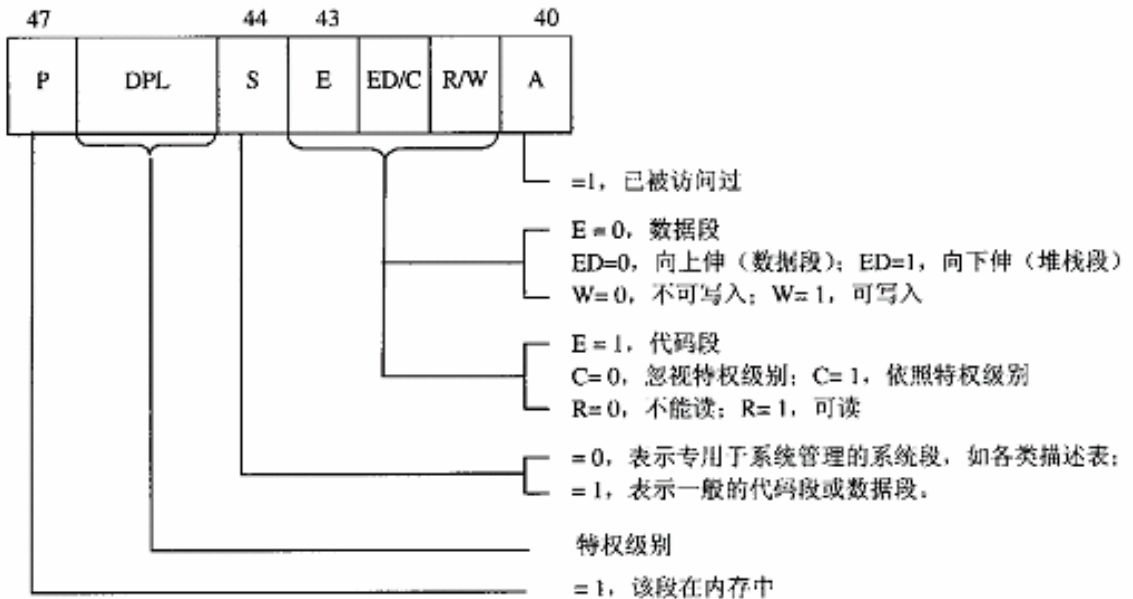 47 44 43 40
P DPL S E ED/C R/W A
=1，已被访问过
E = 0，数据段
ED=0，向上伸（数据段）；ED=1，向下伸（堆栈段）
W= 0，不可写入；W= 1，可写入
E = 1，代码段
C= 0，忽视特权级别；C= 1，依照特权级别
R= 0，不能读；R= 1，可读
= 0，表示专用于系统管理的系统段，如各类描述表；
= 1，表示一般的代码段或数据段。
特权级别
= 1，该段在内存中